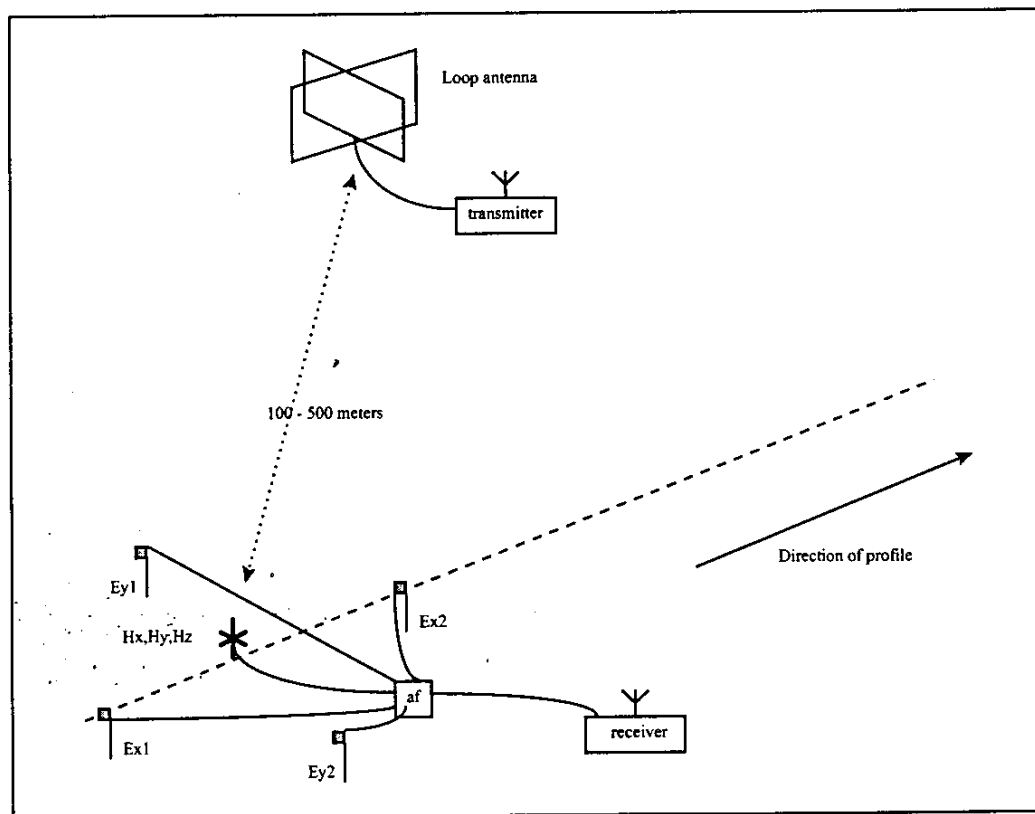 Loop antenna
transmitter
100 - 500 meters
Direction of profile
Ey1
Ex2
Hx,Hy,Hz
af
receiver
Ex1
Ey2